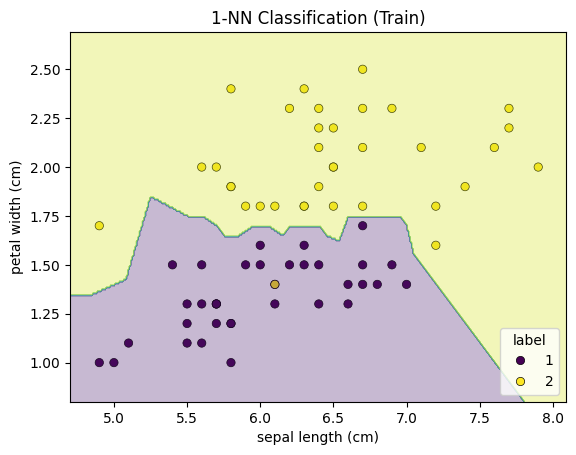 1-NN Classification (Train)
petal width (cm)
2.50
2.25
2.00
1.75
1.50
1.25
1.00
label
1
2
5.0 5.5 6.0 6.5 7.0 7.5 8.0
sepal length (cm)